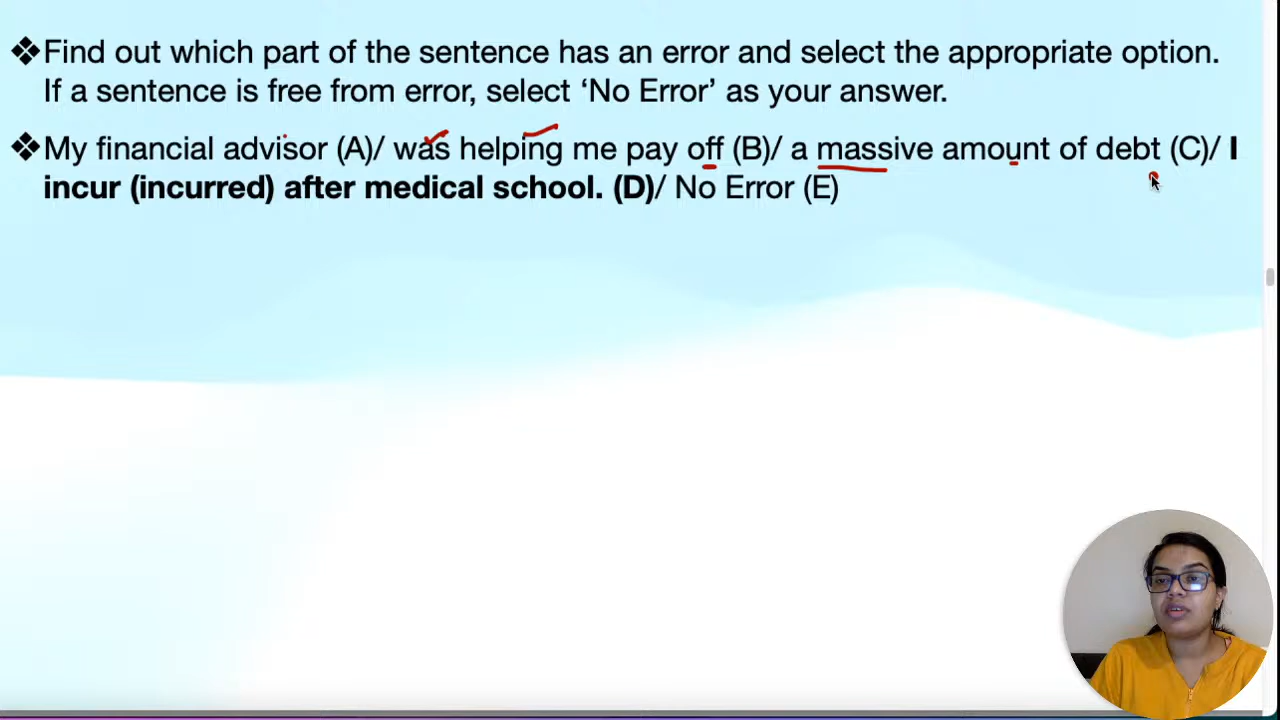 ❖Find out which part of the sentence has an error and select the appropriate option.
If a sentence is free from error, select ‘No Error’ as your answer.
❖My financial advisor (A)/ was helping me pay off (B)/ a massive amount of debt (C)/ I
incur (incurred) after medical school. (D)/ No Error (E)